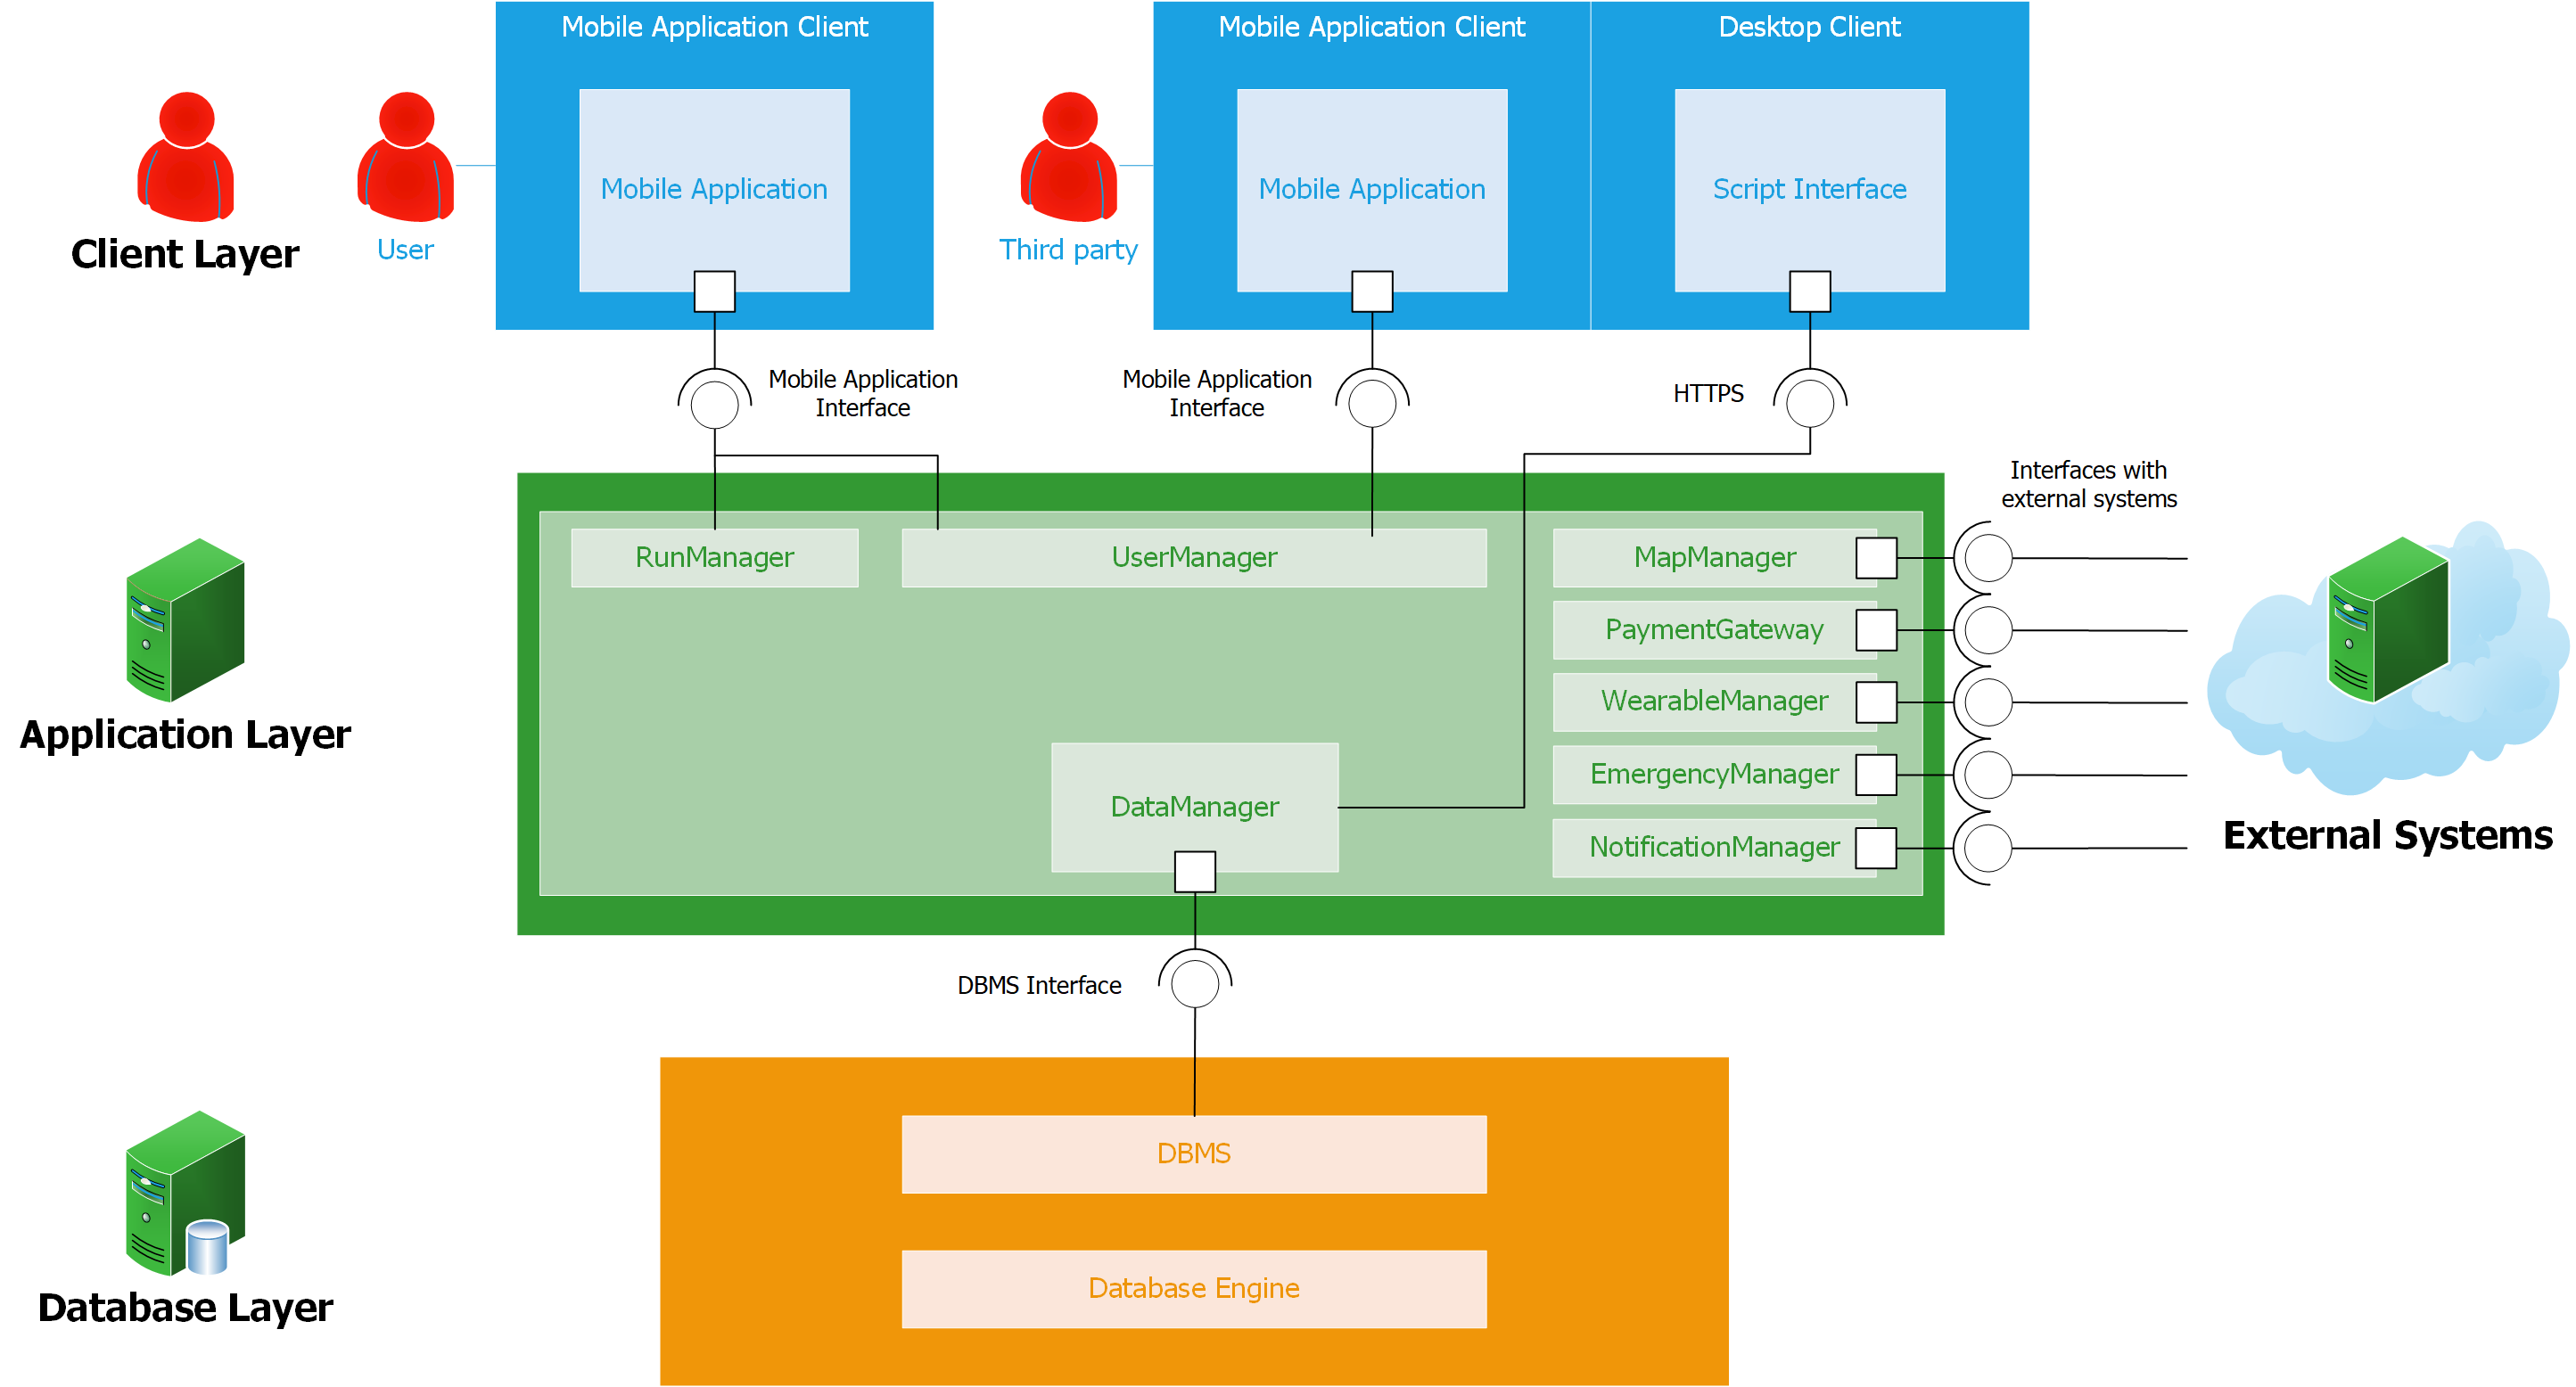 Mobile Application Client
Mobile Application Client
Desktop Client
Mobile Application
Mobile Application
Script Interface
Client Layer
User
Third party
Mobile Application
Interface
Mobile Application
Interface
HTTPS
Interfaces with
external systems
RunManager
UserManager
MapManager
PaymentGateway
WearableManager
EmergencyManager
NotificationManager
DataManager
Application Layer
External Systems
DBMS Interface
DBMS
Database Engine
Database Layer